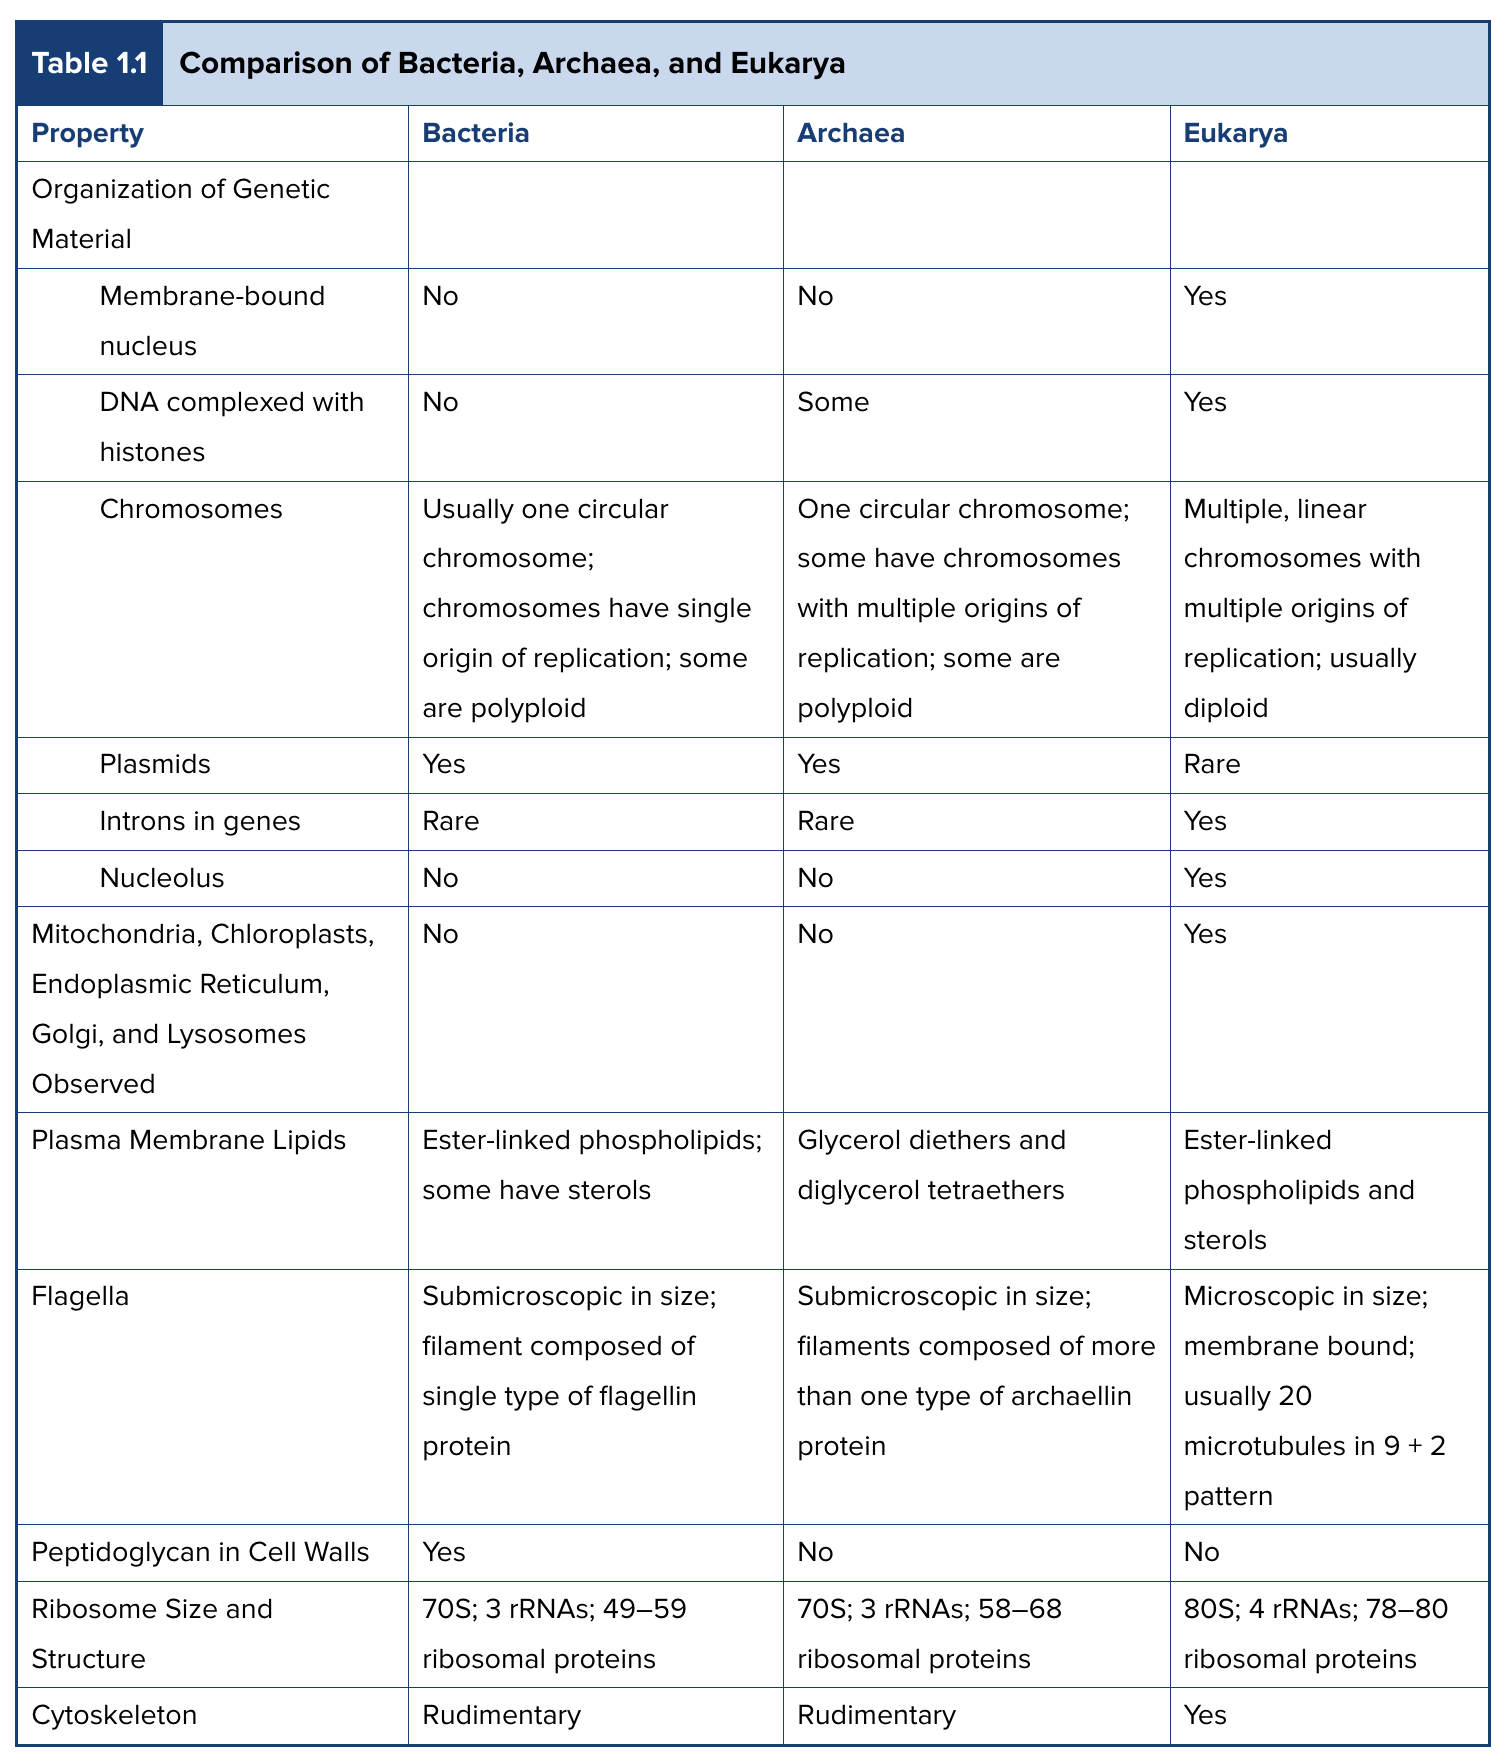 Table 1.1 Comparison of Bacteria, Archaea, and Eukarya
Property Bacteria Archaea Eukarya
Organization of Genetic
Material
Membrane-bound No No Yes
nucleus
DNA complexed with No Some Yes
histones
Chromosomes Usually one circular One circular chromosome; Multiple, linear
chromosome; some have chromosomes chromosomes with
chromosomes have single with multiple origins of multiple origins of
origin of replication; some replication; some are replication; usually
are polyploid polyploid diploid
Plasmids Yes Yes Rare
Introns in genes Rare Rare Yes
Nucleolus No No Yes
Mitochondria, Chloroplasts, No No Yes
Endoplasmic Reticulum,
Golgi, and Lysosomes
Observed
Plasma Membrane Lipids Ester-linked phospholipids; Glycerol diethers and Ester-linked
some have sterols diglycerol tetraethers phospholipids and
sterols
Flagella Submicroscopic in size; Submicroscopic in size; Microscopic in size;
filament composed of filaments composed of more membrane bound;
single type of flagellin than one type of archaellin usually 20
protein protein microtubules in 9 + 2
pattern
Peptidoglycan in Cell Walls Yes No No
Ribosome Size and 70S; 3 rRNAs; 49–59 70S; 3 rRNAs; 58–68 80S; 4 rRNAs; 78–80
Structure ribosomal proteins ribosomal proteins ribosomal proteins
Cytoskeleton Rudimentary Rudimentary Yes